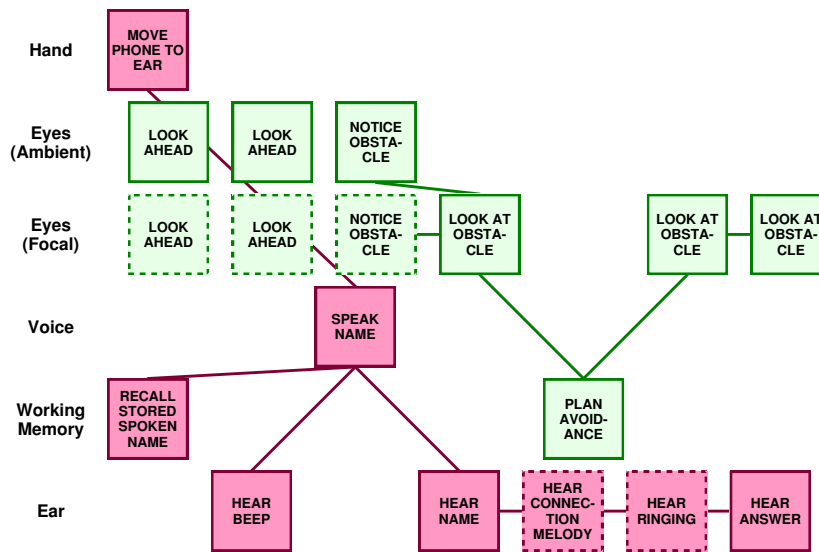 Hand
MOVE
PHONE TO
EAR
Eyes
(Ambient)
LOOK
AHEAD
LOOK
AHEAD
NOTICE
OBSTA-
CLE
Eyes
(Focal)
LOOK
AHEAD
LOOK
AHEAD
NOTICE
OBSTA-
CLE
LOOK AT
OBSTA-
CLE
LOOK AT
OBSTA-
CLE
LOOK AT
OBSTA-
CLE
Voice
SPEAK
NAME
Working
Memory
RECALL
STORED
SPOKEN
NAME
PLAN
AVOID-
ANCE
Ear
HEAR
BEEP
HEAR
NAME
HEAR
CONNEC-
TION
MELODY
HEAR
RINGING
HEAR
ANSWER